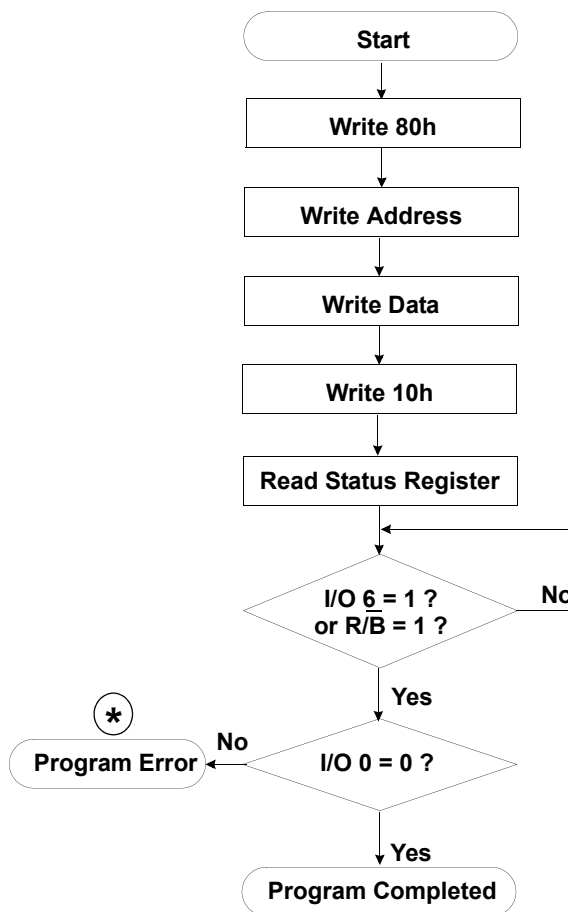 Start
Write 80h
Write Address
Write Data
Write 10h
Read Status Register
I/O 6 = 1 ?
or R/B̅ = 1 ?
No
Yes
*
No
Program Error
I/O 0 = 0 ?
Yes
Program Completed